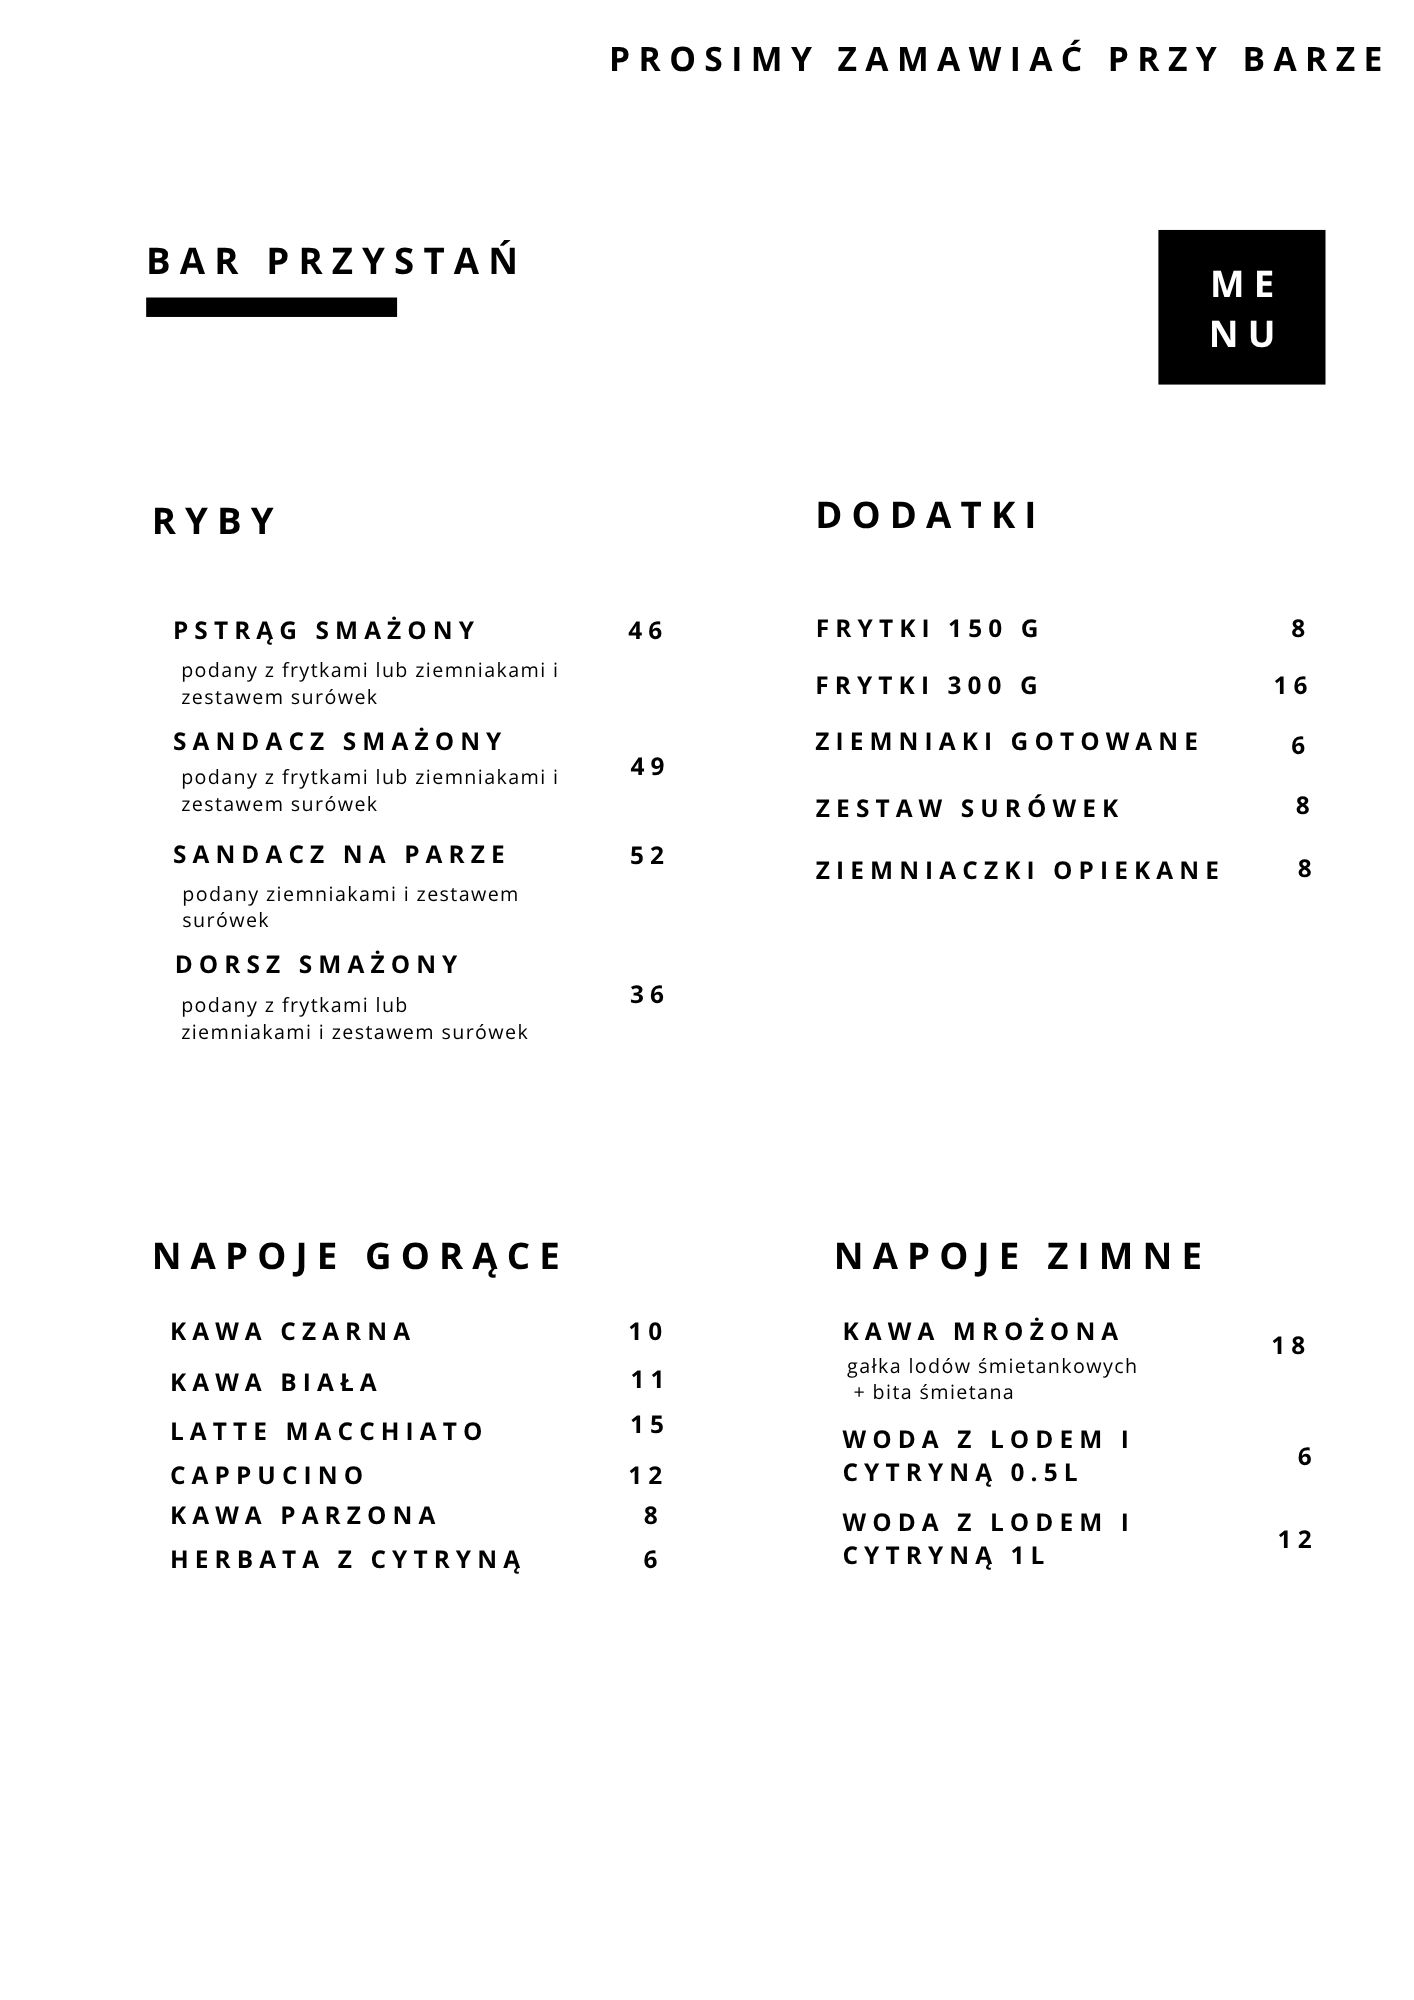 PROSIMY ZAMAWIAĆ PRZY BARZE
BAR PRZYSTAŃ
ME
NU
RYBY
PSTRĄG SMAŻONY 46
podany z frytkami lub ziemniakami i
zestawem surówek
SANDACZ SMAŻONY
49
podany z frytkami lub ziemniakami i
zestawem surówek
SANDACZ NA PARZE 52
podany ziemniakami i zestawem
surówek
DORSZ SMAŻONY
36
podany z frytkami lub
ziemniakami i zestawem surówek
DODATKI
FRYTKI 150 G 8
FRYTKI 300 G 16
ZIEMNIAKI GOTOWANE 6
ZESTAW SURÓWEK 8
ZIEMNIACZKI OPIEKANE 8
NAPOJE GORĄCE
KAWA CZARNA 10
KAWA BIAŁA 11
LATTE MACCHIATO 15
CAPPUCINO 12
KAWA PARZONA 8
HERBATA Z CYTRYNĄ 6
NAPOJE ZIMNE
KAWA MROŻONA 18
gałka lodów śmietankowych
+ bita śmietana
WODA Z LODEM I
CYTRYNĄ 0.5L 6
WODA Z LODEM I
CYTRYNĄ 1L 12